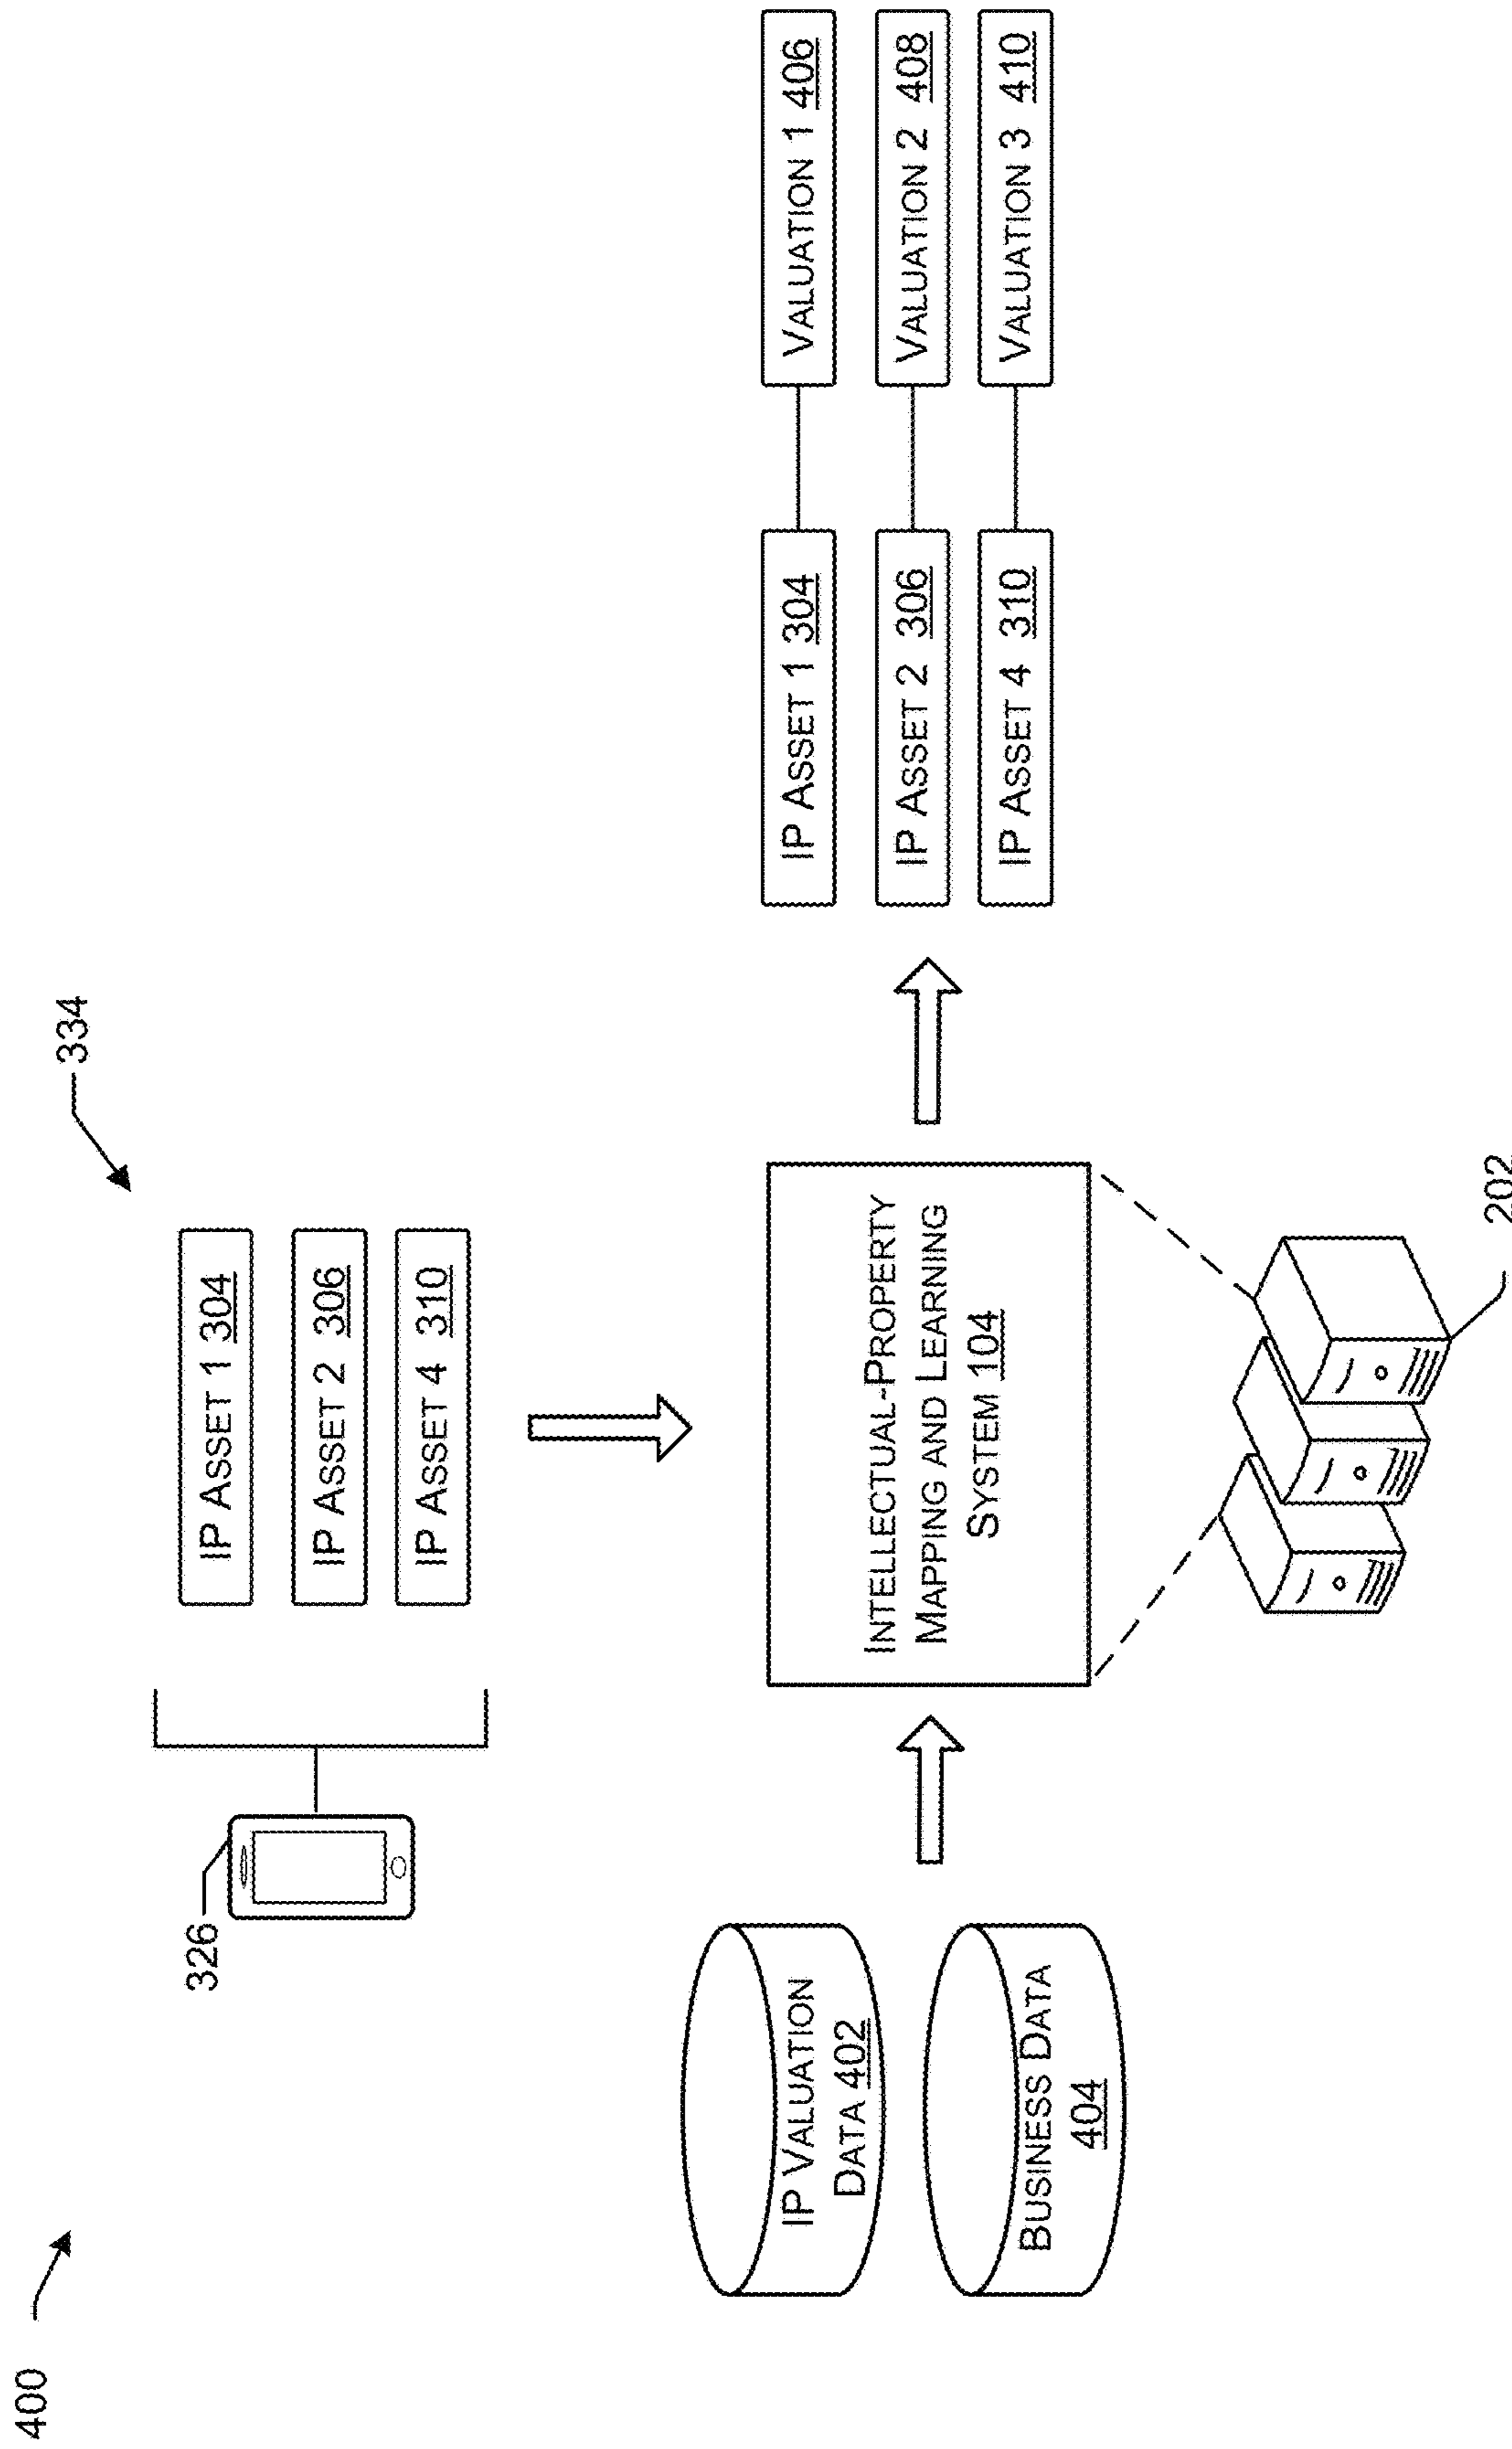 400
334
326
IP ASSET 1 304
IP ASSET 2 306
IP ASSET 4 310
IP VALUATION
DATA 402
BUSINESS DATA
404
INTELLECTUAL-PROPERTY
MAPPING AND LEARNING
SYSTEM 104
202
IP ASSET 1 304
VALUATION 1 406
IP ASSET 2 306
VALUATION 2 408
IP ASSET 4 310
VALUATION 3 410